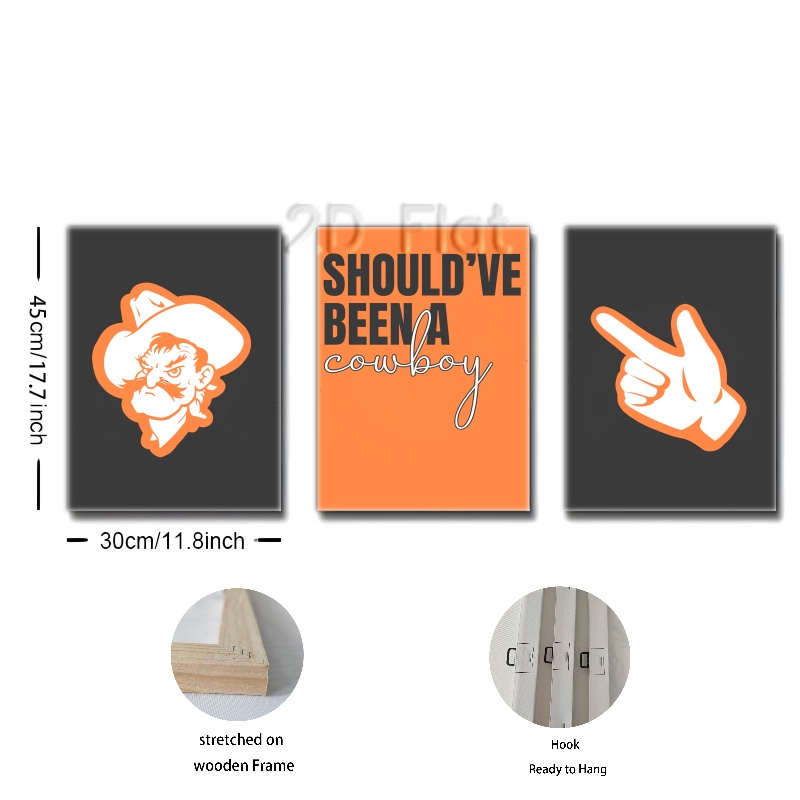 2D Flat
SHOULD’VE
BEEN A
cowboy
45cm/17.7inch
30cm/11.8inch
stretched on
wooden Frame
Hook
Ready to Hang